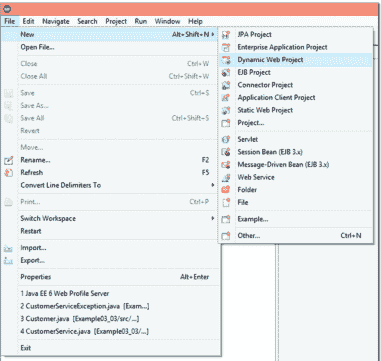 File Edit Navigate Search Project Run Window Help
New Alt+Shift+N
Open File...
Close Ctrl+W
Close All Ctrl+Shift+W
Save Ctrl+S
Save As...
Save All Ctrl+Shift+S
Revert
Move...
Rename... F2
Refresh F5
Convert Line Delimiters To
Print... Ctrl+P
Switch Workspace
Restart
Import...
Export...
Properties Alt+Enter
1 Java EE 6 Web Profile Server
2 CustomerServiceException.java [Exam...]
3 Customer.java [Example03_03/src/...]
4 CustomerService.java [Example03_03/...]
Exit
JPA Project
Enterprise Application Project
Dynamic Web Project
EJB Project
Connector Project
Application Client Project
Static Web Project
Project...
Servlet
Session Bean (EJB 3.x)
Message-Driven Bean (EJB 3.x)
Web Service
Folder
File
Example...
Other... Ctrl+N